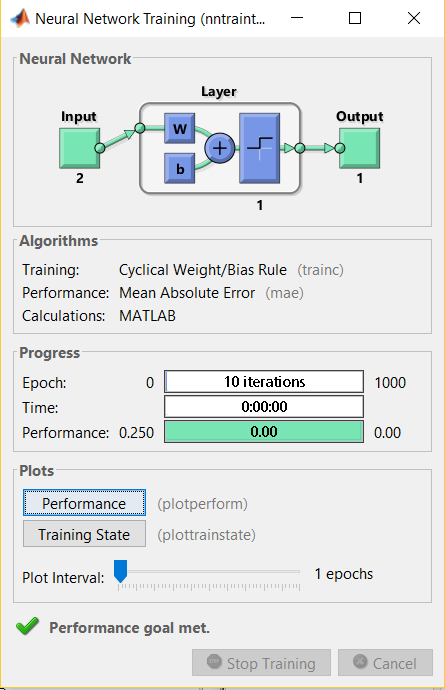 Neural Network Training (nntraint...
Neural Network
Layer
Input
Output
W
b
+
2
1
1
Algorithms
Training: Cyclical Weight/Bias Rule (trainc)
Performance: Mean Absolute Error (mae)
Calculations: MATLAB
Progress
Epoch: 0 10 iterations 1000
Time: 0:00:00
Performance: 0.250 0.00 0.00
Plots
Performance (plotperform)
Training State (plottrainstate)
Plot Interval: 1 epochs
Performance goal met.
Stop Training Cancel